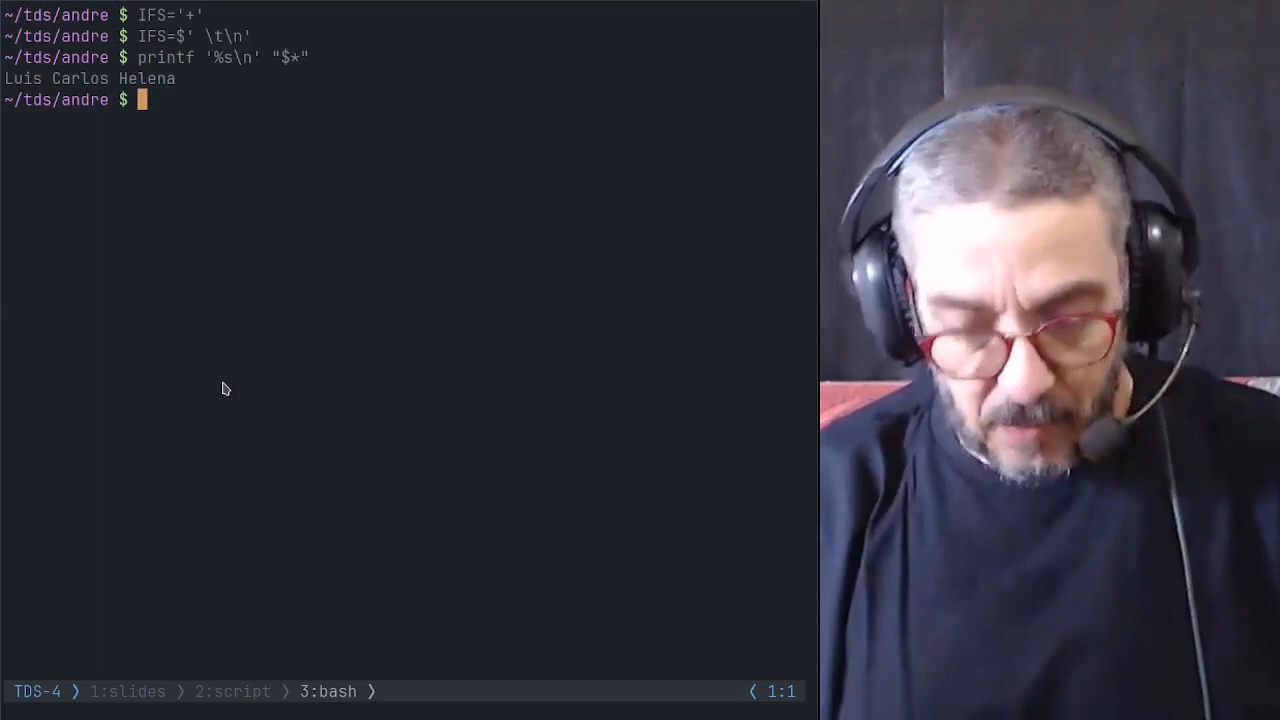 ~/tds/andre $ IFS='+'
~/tds/andre $ IFS=$' \t\n'
~/tds/andre $ printf '%s\n' "$*"
Luis Carlos Helena
~/tds/andre $
TDS-4 ❯ 1:slides ❯ 2:script ❯ 3:bash ❯ ❮ 1:1